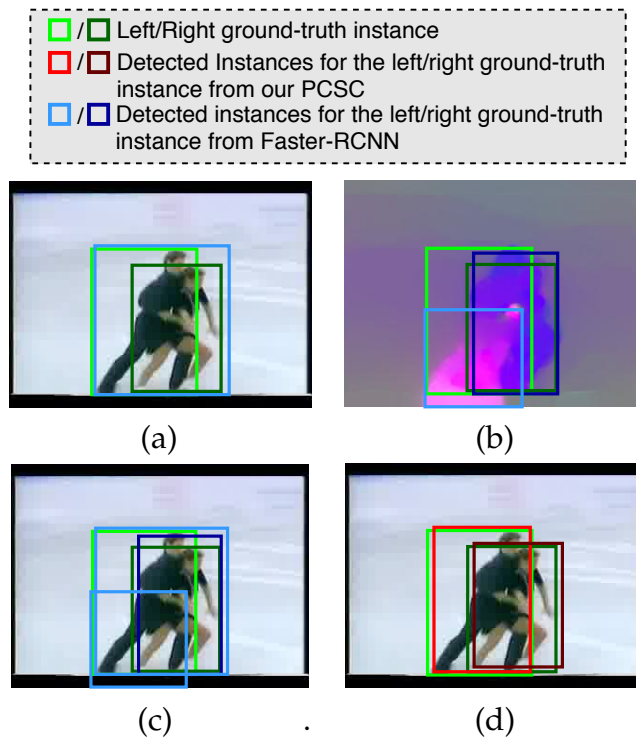 / Left/Right ground-truth instance
/ Detected Instances for the left/right ground-truth
instance from our PCSC
/ Detected instances for the left/right ground-truth
instance from Faster-RCNN
(a)
(b)
(c)
.
(d)